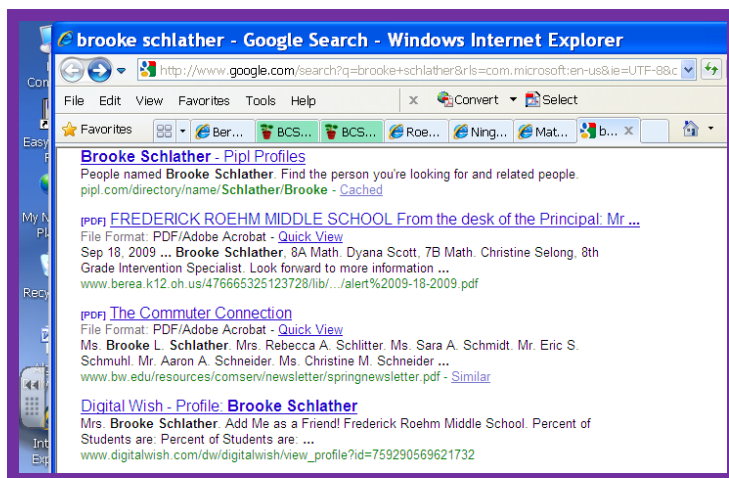 brooke schlather - Google Search - Windows Internet Explorer
Con
http://www.google.com/search?q=brooke+schlather&rls=com.microsoft:en-us&ie=UTF-8&c
File Edit View Favorites Tools Help x Convert Select
Easy
Favorites Ber... BCS... BCS... Roe... Ning... Mat... b... X
Brooke Schlather - Pipl Profiles
People named Brooke Schlather. Find the person you're looking for and related people.
pipl.com/directory/name/Schlather/Brooke - Cached
My N
Pl
[PDF] FREDERICK ROEHM MIDDLE SCHOOL From the desk of the Principal: Mr ...
File Format: PDF/Adobe Acrobat - Quick View
Sep 18, 2009 ... Brooke Schlather, 8A Math. Dyana Scott, 7B Math. Christine Selong, 8th
Grade Intervention Specialist. Look forward to more information ...
www.berea.k12.oh.us/476665325123728/lib/.../alert%2009-18-2009.pdf
Recy
[PDF] The Commuter Connection
File Format: PDF/Adobe Acrobat - Quick View
Ms. Brooke L. Schlather. Mrs. Rebecca A. Schlitter. Ms. Sara A. Schmidt. Mr. Eric S.
Schmuhl. Mr. Aaron A. Schneider. Ms. Christine M. Schneider ...
www.bw.edu/resources/comserv/newsletter/springnewsletter.pdf - Similar
Digital Wish - Profile: Brooke Schlather
Mrs. Brooke Schlather. Add Me as a Friend! Frederick Roehm Middle School. Percent of
Students are: Percent of Students are: ...
www.digitalwish.com/dw/digitalwish/view_profile?id=759290569621732
Int
Exp